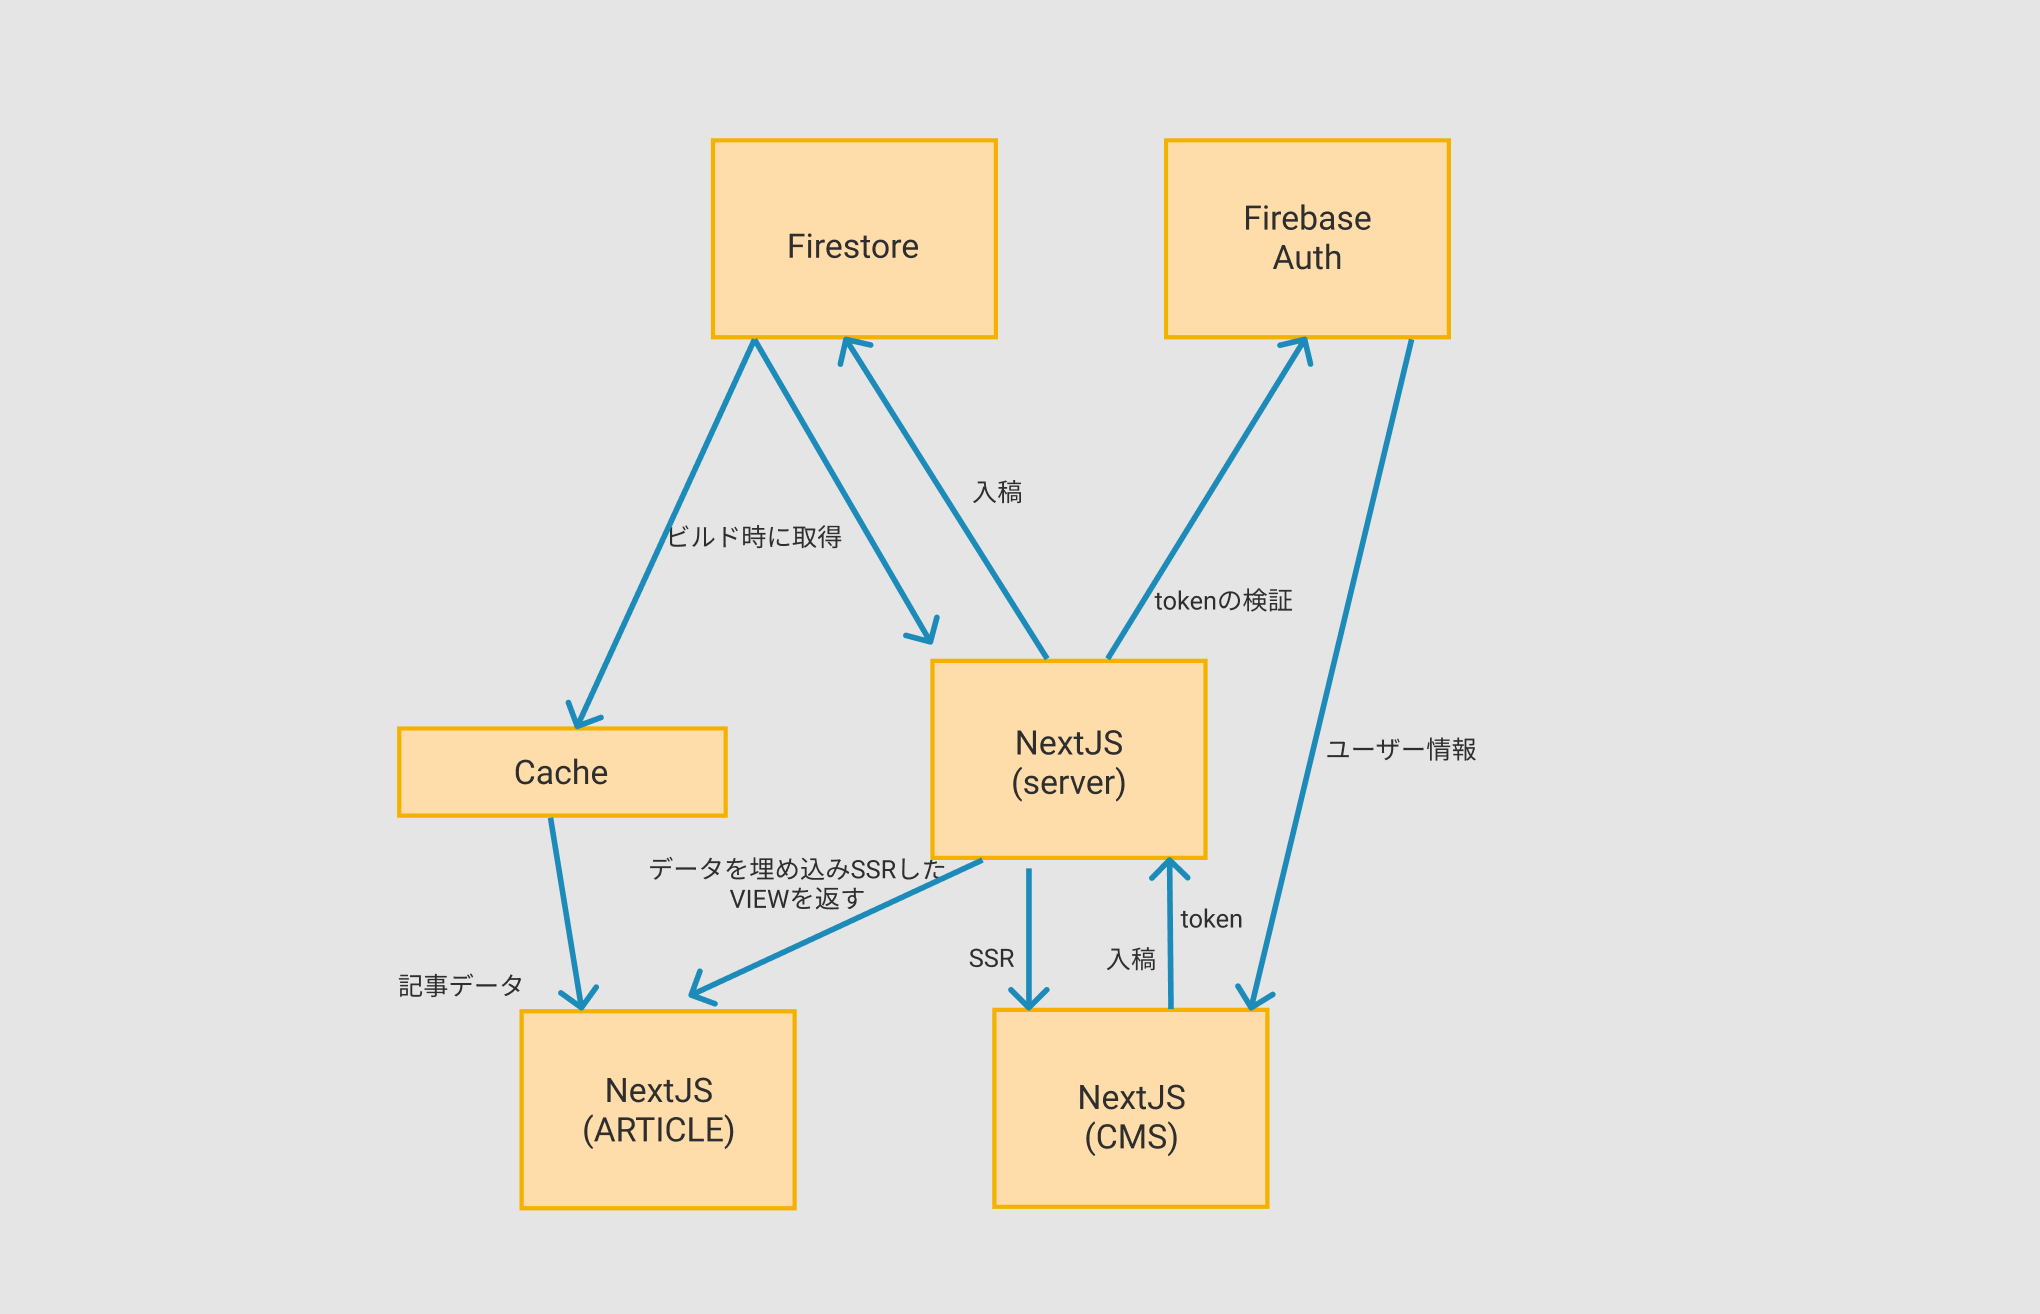 Firestore
Firebase
Auth
入稿
ビルド時に取得
tokenの検証
NextJS
(server)
ユーザー情報
Cache
データを埋め込みSSRした
VIEWを返す
token
SSR
入稿
記事データ
NextJS
(ARTICLE)
NextJS
(CMS)